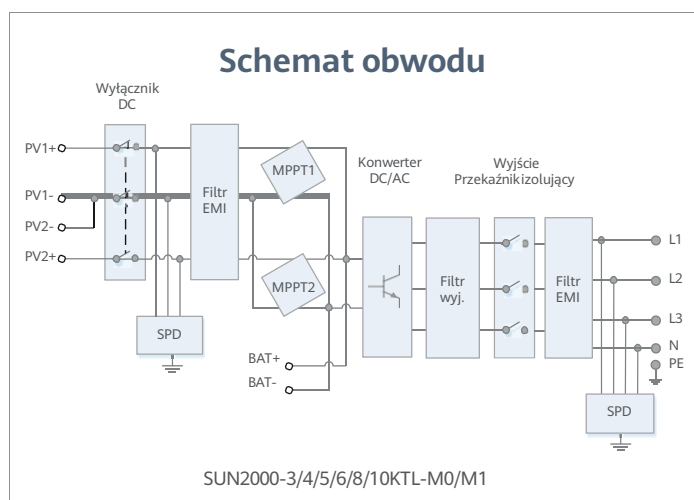 Schemat obwodu
Wyłącznik
DC
PV1+
PV1-
PV2-
PV2+
Filtr
EMI
MPPT1
MPPT2
SPD
BAT+
BAT-
Konwerter
DC/AC
Filtr
wyj.
Wyjście
Przekaźnikizolujący
Filtr
EMI
L1
L2
L3
N
PE
SPD
SUN2000-3/4/5/6/8/10KTL-M0/M1